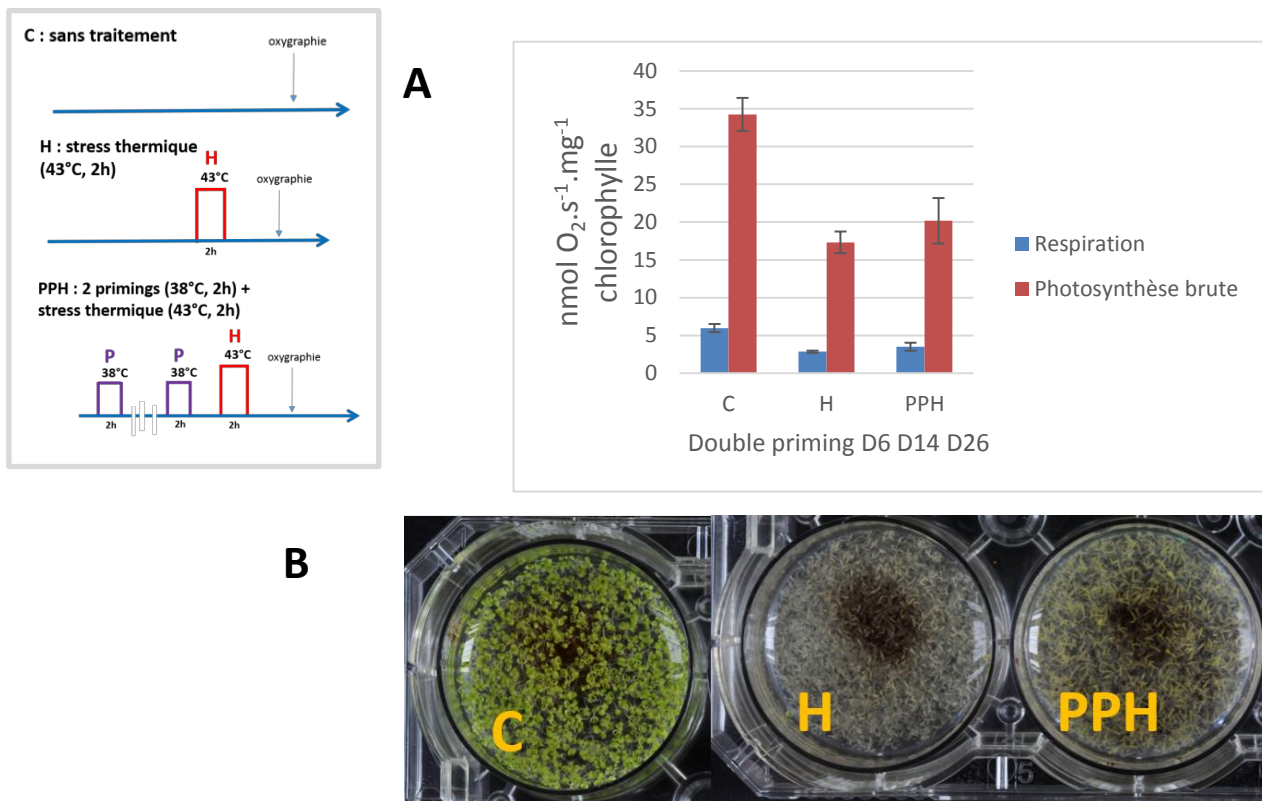 C : sans traitement
oxygraphie
H : stress thermique
(43°C, 2h)
H
43°C
oxygraphie
2h
PPH : 2 primings (38°C, 2h) +
stress thermique (43°C, 2h)
P
38°C
P
38°C
H
43°C
oxygraphie
2h
2h
2h
A
nmol O₂.s⁻¹.mg⁻¹
chlorophylle
40
35
30
25
20
15
10
5
0
C
H
PPH
Double priming D6 D14 D26
Respiration
Photosynthèse brute
B
C
H
PPH